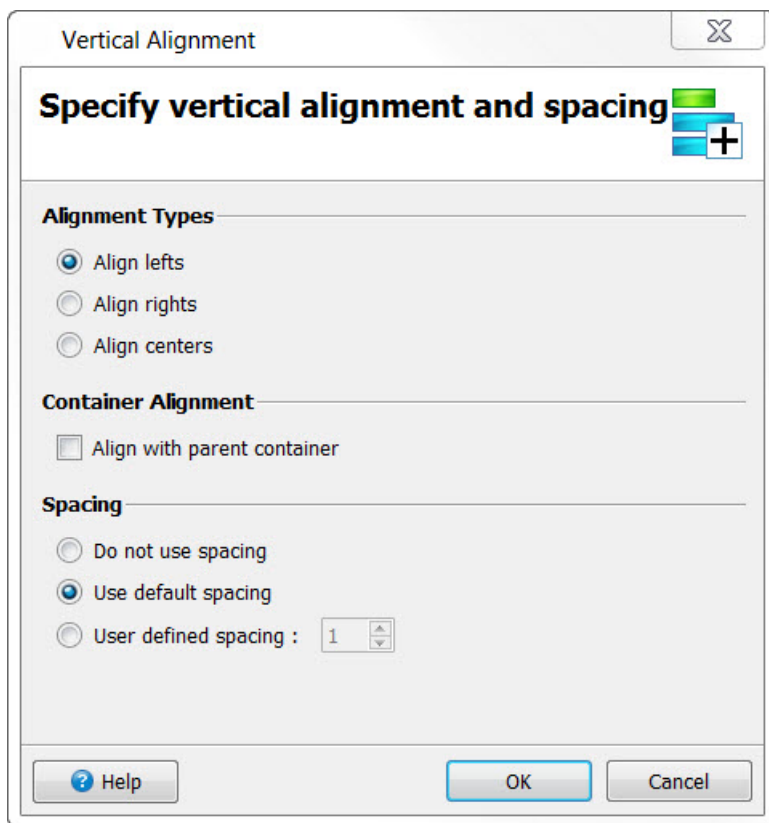 Vertical Alignment
Specify vertical alignment and spacing
Alignment Types
Align lefts
Align rights
Align centers
Container Alignment
Align with parent container
Spacing
Do not use spacing
Use default spacing
User defined spacing : 1
Help OK Cancel